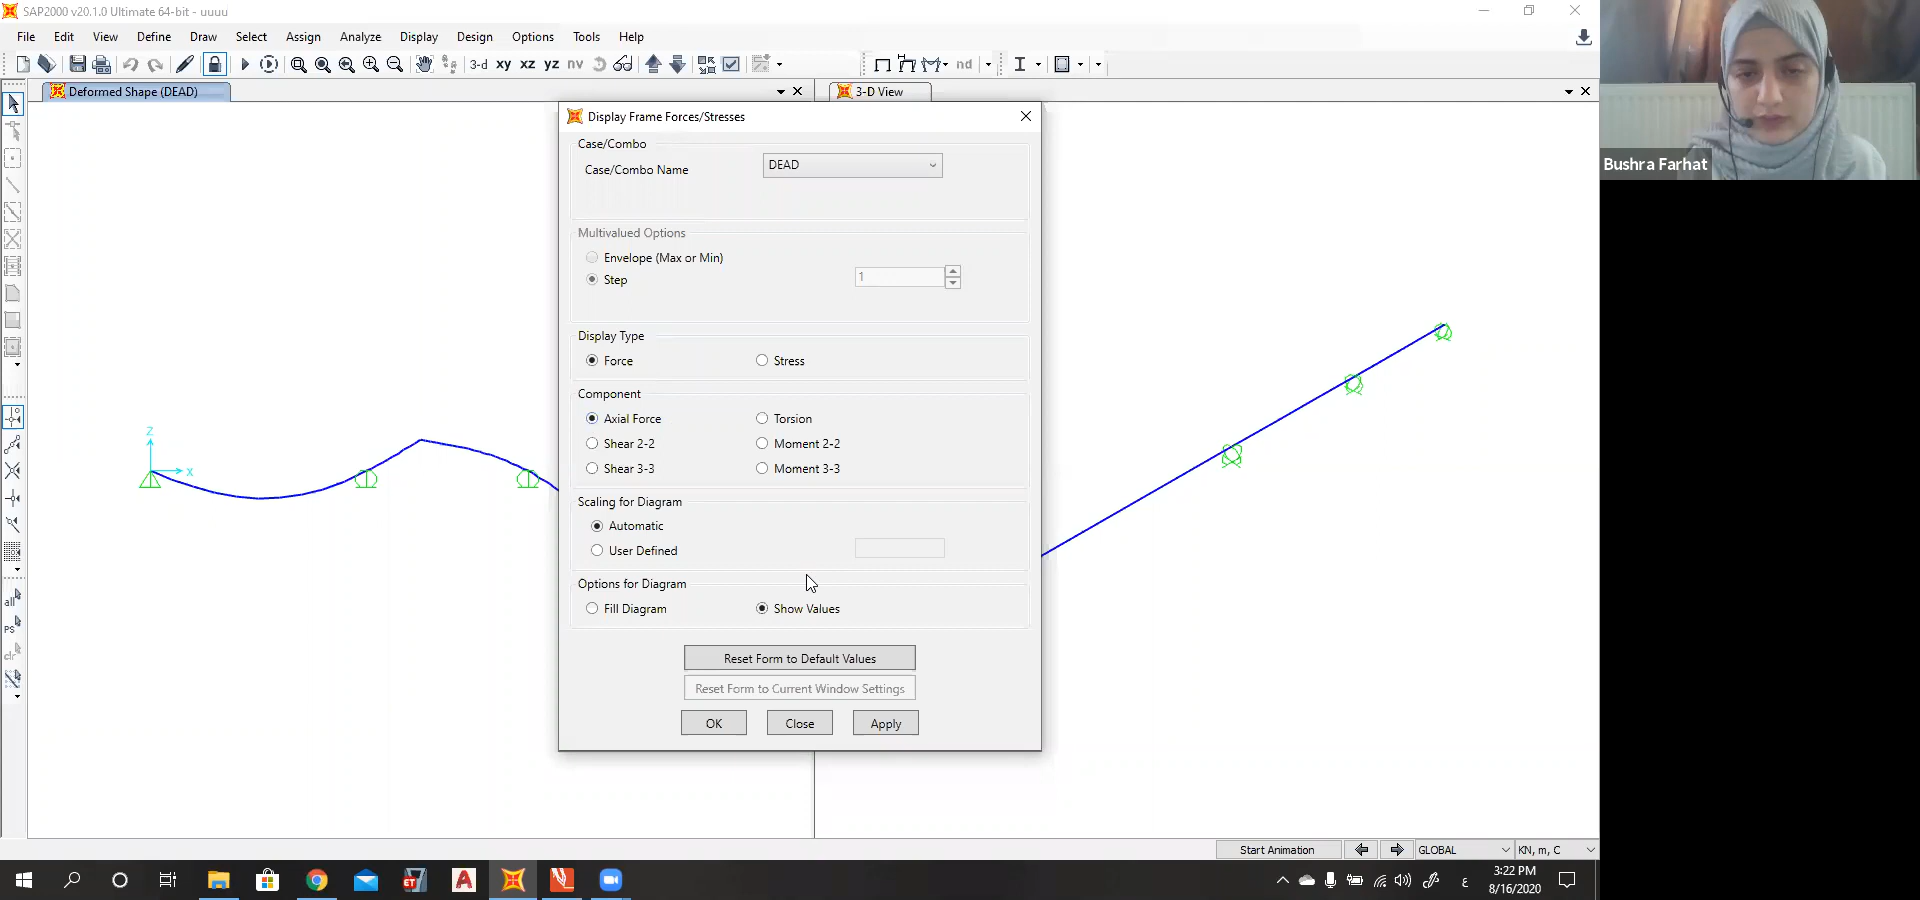 SAP2000 v20.1.0 Ultimate 64-bit - uuuu
File Edit View Define Draw Select Assign Analyze Display Design Options Tools Help
3-d xy xz yz nv nd
Deformed Shape (DEAD)
3-D View
Display Frame Forces/Stresses
Case/Combo
Case/Combo Name DEAD
Multivalued Options
Envelope (Max or Min)
Step 1
Display Type
Force Stress
Component
Axial Force Torsion
Shear 2-2 Moment 2-2
Shear 3-3 Moment 3-3
Scaling for Diagram
Automatic
User Defined
Options for Diagram
Fill Diagram Show Values
Reset Form to Default Values
Reset Form to Current Window Settings
OK Close Apply
Z
X
all
PS
clr
Bushra Farhat
Start Animation GLOBAL KN, m, C
ET A ع
3:22 PM
8/16/2020